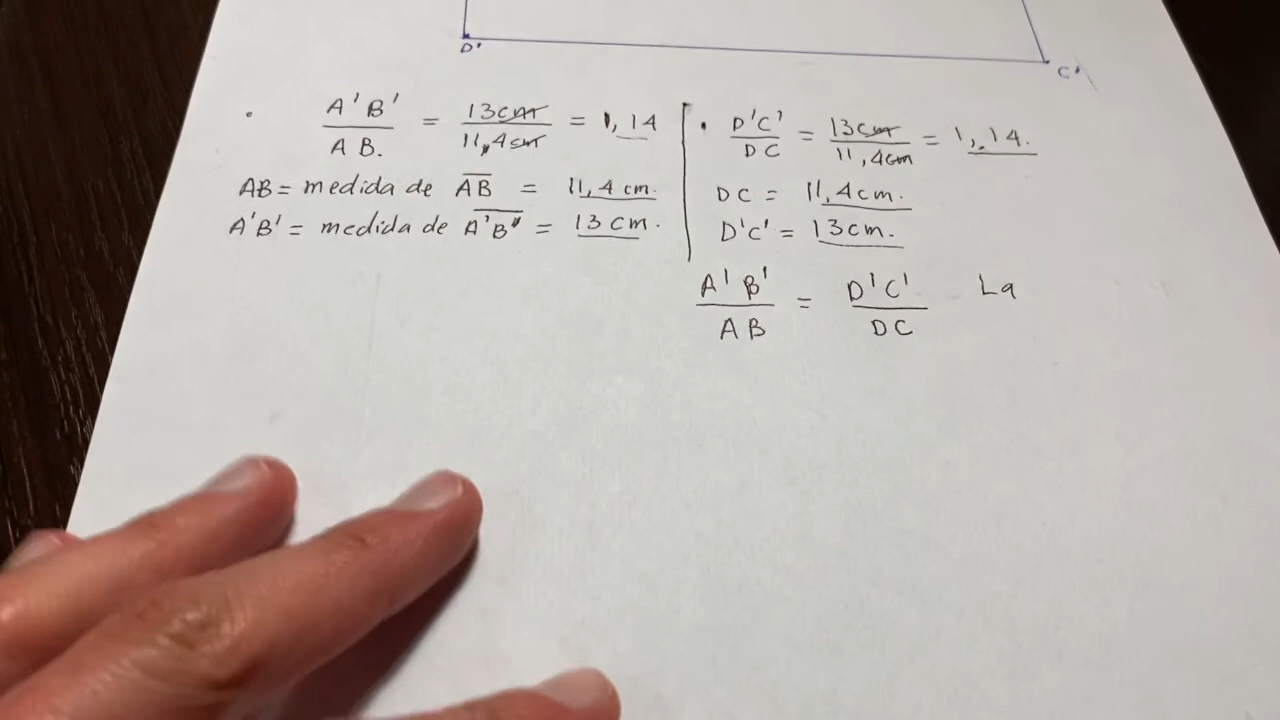 D' C'
A'B' / AB. = 13cm / 11,4cm = 1,14
AB = medida de AB = 11,4 cm.
A'B' = medida de A'B' = 13 cm.
D'C' / DC = 13cm / 11,4cm = 1,14.
DC = 11,4cm.
D'C' = 13cm.
A'B' / AB = D'C' / DC La